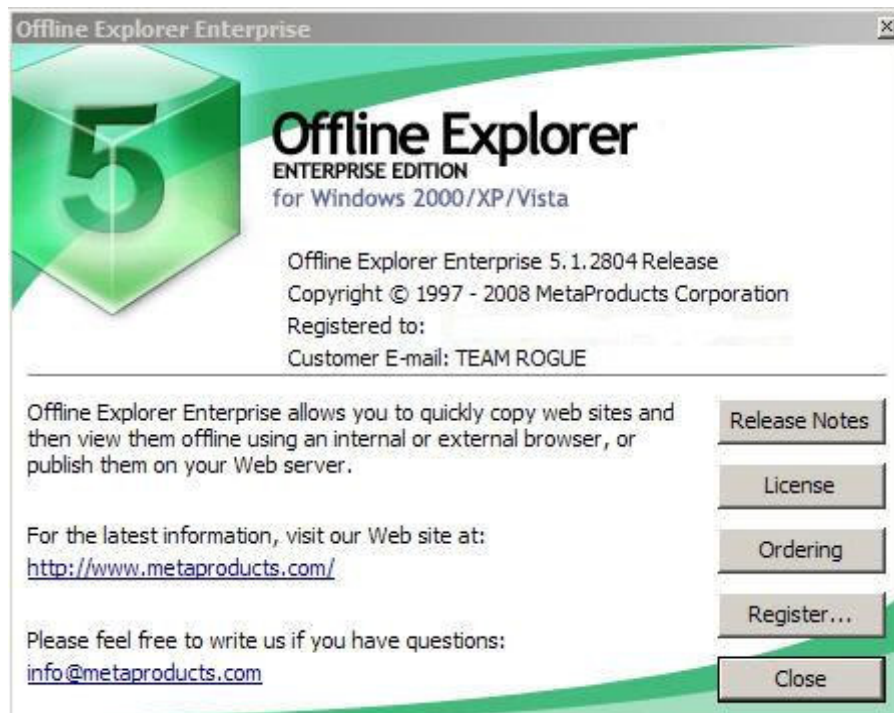 Offline Explorer Enterprise
5
Offline Explorer
ENTERPRISE EDITION
for Windows 2000/XP/Vista
Offline Explorer Enterprise 5.1.2804 Release
Copyright © 1997 - 2008 MetaProducts Corporation
Registered to:
Customer E-mail: TEAM ROGUE
Offline Explorer Enterprise allows you to quickly copy web sites and
then view them offline using an internal or external browser, or
publish them on your Web server.
For the latest information, visit our Web site at:
http://www.metaproducts.com/
Please feel free to write us if you have questions:
info@metaproducts.com
Release Notes
License
Ordering
Register...
Close